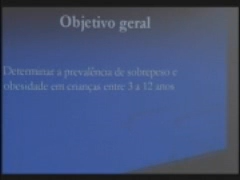 Objetivo geral
Determinar a prevalência de sobrepeso e
obesidade em crianças entre 3 a 12 anos